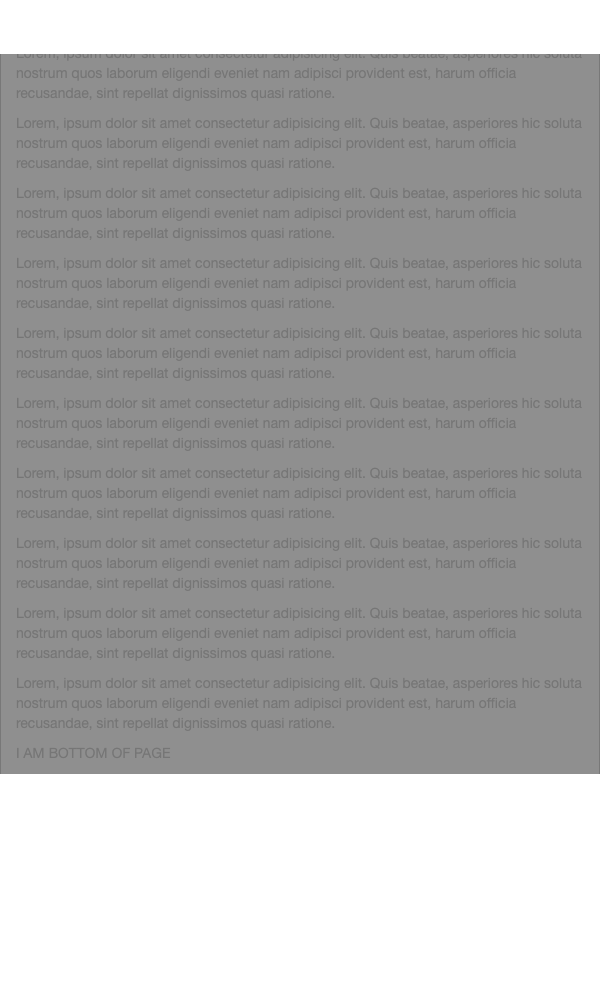 Lorem, ipsum dolor sit amet consectetur adipisicing elit. Quis beatae, asperiores hic soluta
nostrum quos laborum eligendi eveniet nam adipisci provident est, harum officia
recusandae, sint repellat dignissimos quasi ratione.
Lorem, ipsum dolor sit amet consectetur adipisicing elit. Quis beatae, asperiores hic soluta
nostrum quos laborum eligendi eveniet nam adipisci provident est, harum officia
recusandae, sint repellat dignissimos quasi ratione.
Lorem, ipsum dolor sit amet consectetur adipisicing elit. Quis beatae, asperiores hic soluta
nostrum quos laborum eligendi eveniet nam adipisci provident est, harum officia
recusandae, sint repellat dignissimos quasi ratione.
Lorem, ipsum dolor sit amet consectetur adipisicing elit. Quis beatae, asperiores hic soluta
nostrum quos laborum eligendi eveniet nam adipisci provident est, harum officia
recusandae, sint repellat dignissimos quasi ratione.
Lorem, ipsum dolor sit amet consectetur adipisicing elit. Quis beatae, asperiores hic soluta
nostrum quos laborum eligendi eveniet nam adipisci provident est, harum officia
recusandae, sint repellat dignissimos quasi ratione.
Lorem, ipsum dolor sit amet consectetur adipisicing elit. Quis beatae, asperiores hic soluta
nostrum quos laborum eligendi eveniet nam adipisci provident est, harum officia
recusandae, sint repellat dignissimos quasi ratione.
Lorem, ipsum dolor sit amet consectetur adipisicing elit. Quis beatae, asperiores hic soluta
nostrum quos laborum eligendi eveniet nam adipisci provident est, harum officia
recusandae, sint repellat dignissimos quasi ratione.
Lorem, ipsum dolor sit amet consectetur adipisicing elit. Quis beatae, asperiores hic soluta
nostrum quos laborum eligendi eveniet nam adipisci provident est, harum officia
recusandae, sint repellat dignissimos quasi ratione.
Lorem, ipsum dolor sit amet consectetur adipisicing elit. Quis beatae, asperiores hic soluta
nostrum quos laborum eligendi eveniet nam adipisci provident est, harum officia
recusandae, sint repellat dignissimos quasi ratione.
Lorem, ipsum dolor sit amet consectetur adipisicing elit. Quis beatae, asperiores hic soluta
nostrum quos laborum eligendi eveniet nam adipisci provident est, harum officia
recusandae, sint repellat dignissimos quasi ratione.
I AM BOTTOM OF PAGE